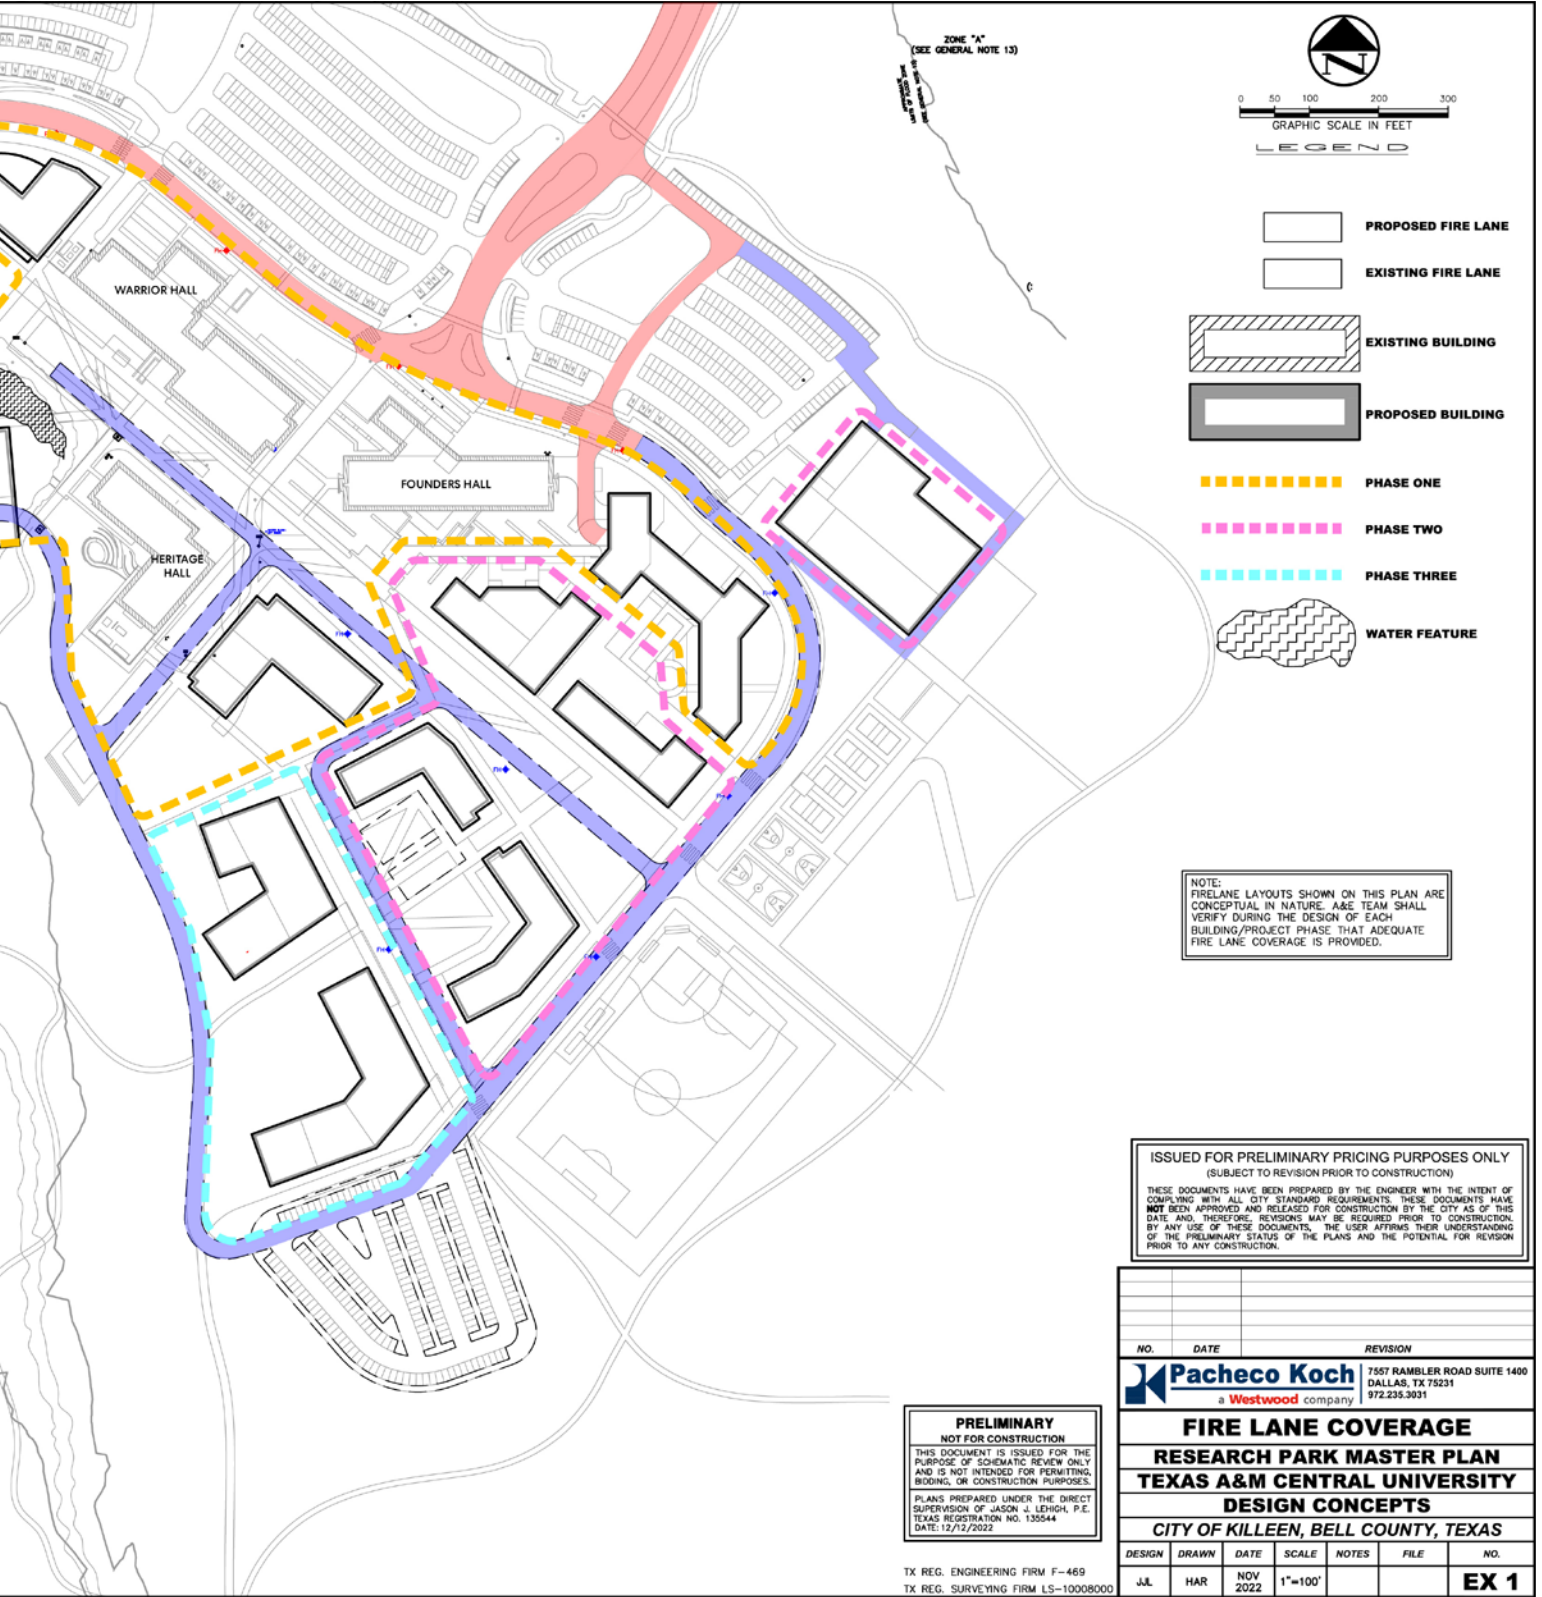 ZONE "A"
(SEE GENERAL NOTE 13)
N
0 50 100 200 300
GRAPHIC SCALE IN FEET
LEGEND
PROPOSED FIRE LANE
EXISTING FIRE LANE
EXISTING BUILDING
PROPOSED BUILDING
PHASE ONE
PHASE TWO
PHASE THREE
WATER FEATURE
WARRIOR HALL
FOUNDERS HALL
HERITAGE
HALL
NOTE:
FIRELANE LAYOUTS SHOWN ON THIS PLAN ARE
CONCEPTUAL IN NATURE. A&E TEAM SHALL
VERIFY DURING THE DESIGN OF EACH
BUILDING/PROJECT PHASE THAT ADEQUATE
FIRE LANE COVERAGE IS PROVIDED.
ISSUED FOR PRELIMINARY PRICING PURPOSES ONLY
(SUBJECT TO REVISION PRIOR TO CONSTRUCTION)
THESE DOCUMENTS HAVE BEEN PREPARED BY THE ENGINEER WITH THE INTENT OF
COMPLYING WITH ALL CITY STANDARD REQUIREMENTS. THESE DOCUMENTS HAVE
NOT BEEN APPROVED AND RELEASED FOR CONSTRUCTION BY THE CITY AS OF THIS
DATE AND, THEREFORE, REVISIONS MAY BE REQUIRED PRIOR TO CONSTRUCTION.
BY ANY USE OF THESE DOCUMENTS, THE USER AFFIRMS THEIR UNDERSTANDING
OF THE PRELIMINARY STATUS OF THE PLANS AND THE POTENTIAL FOR REVISION
PRIOR TO ANY CONSTRUCTION.
NO. DATE REVISION
Pacheco Koch
a Westwood company
7557 RAMBLER ROAD SUITE 1400
DALLAS, TX 75231
972.235.3031
PRELIMINARY
NOT FOR CONSTRUCTION
THIS DOCUMENT IS ISSUED FOR THE
PURPOSE OF SCHEMATIC REVIEW ONLY
AND IS NOT INTENDED FOR PERMITTING,
BIDDING, OR CONSTRUCTION PURPOSES.
PLANS PREPARED UNDER THE DIRECT
SUPERVISION OF JASON J. LEHIGH, P.E.
TEXAS REGISTRATION NO. 135544
DATE: 12/12/2022
TX REG. ENGINEERING FIRM F-469
TX REG. SURVEYING FIRM LS-10008000
FIRE LANE COVERAGE
RESEARCH PARK MASTER PLAN
TEXAS A&M CENTRAL UNIVERSITY
DESIGN CONCEPTS
CITY OF KILLEEN, BELL COUNTY, TEXAS
DESIGN DRAWN DATE SCALE NOTES FILE NO.
JJL HAR NOV 2022 1"=100' EX 1